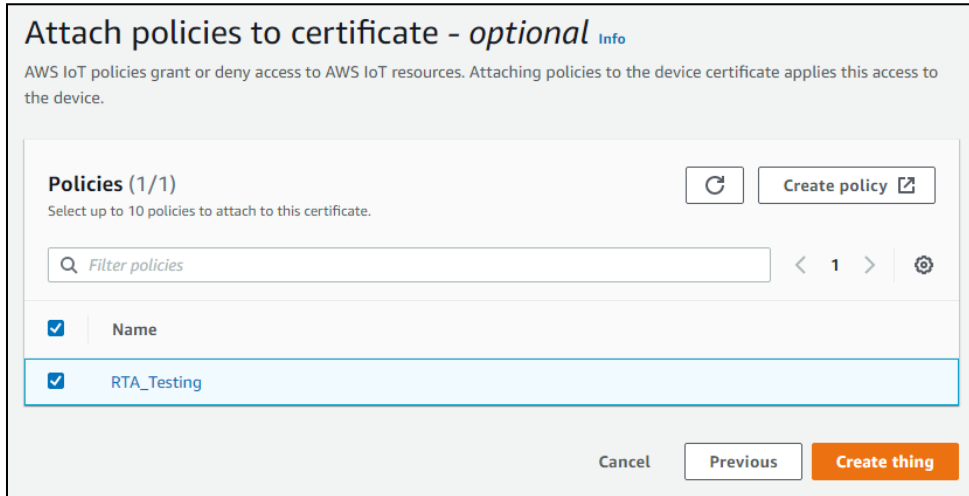 Attach policies to certificate - optional Info
AWS IoT policies grant or deny access to AWS IoT resources. Attaching policies to the device certificate applies this access to
the device.
Policies (1/1)
Create policy
Select up to 10 policies to attach to this certificate.
Filter policies
1
Name
RTA_Testing
Cancel
Previous
Create thing